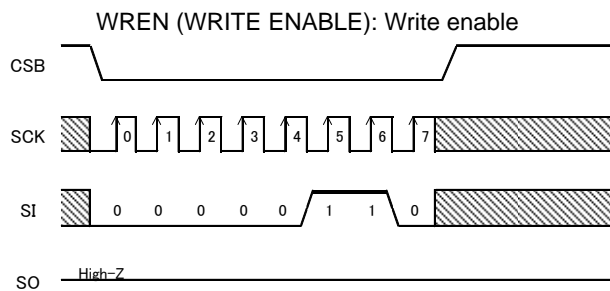 WREN (WRITE ENABLE): Write enable
CSB
SCK 0 1 2 3 4 5 6 7
SI 0 0 0 0 0 1 1 0
SO High-Z